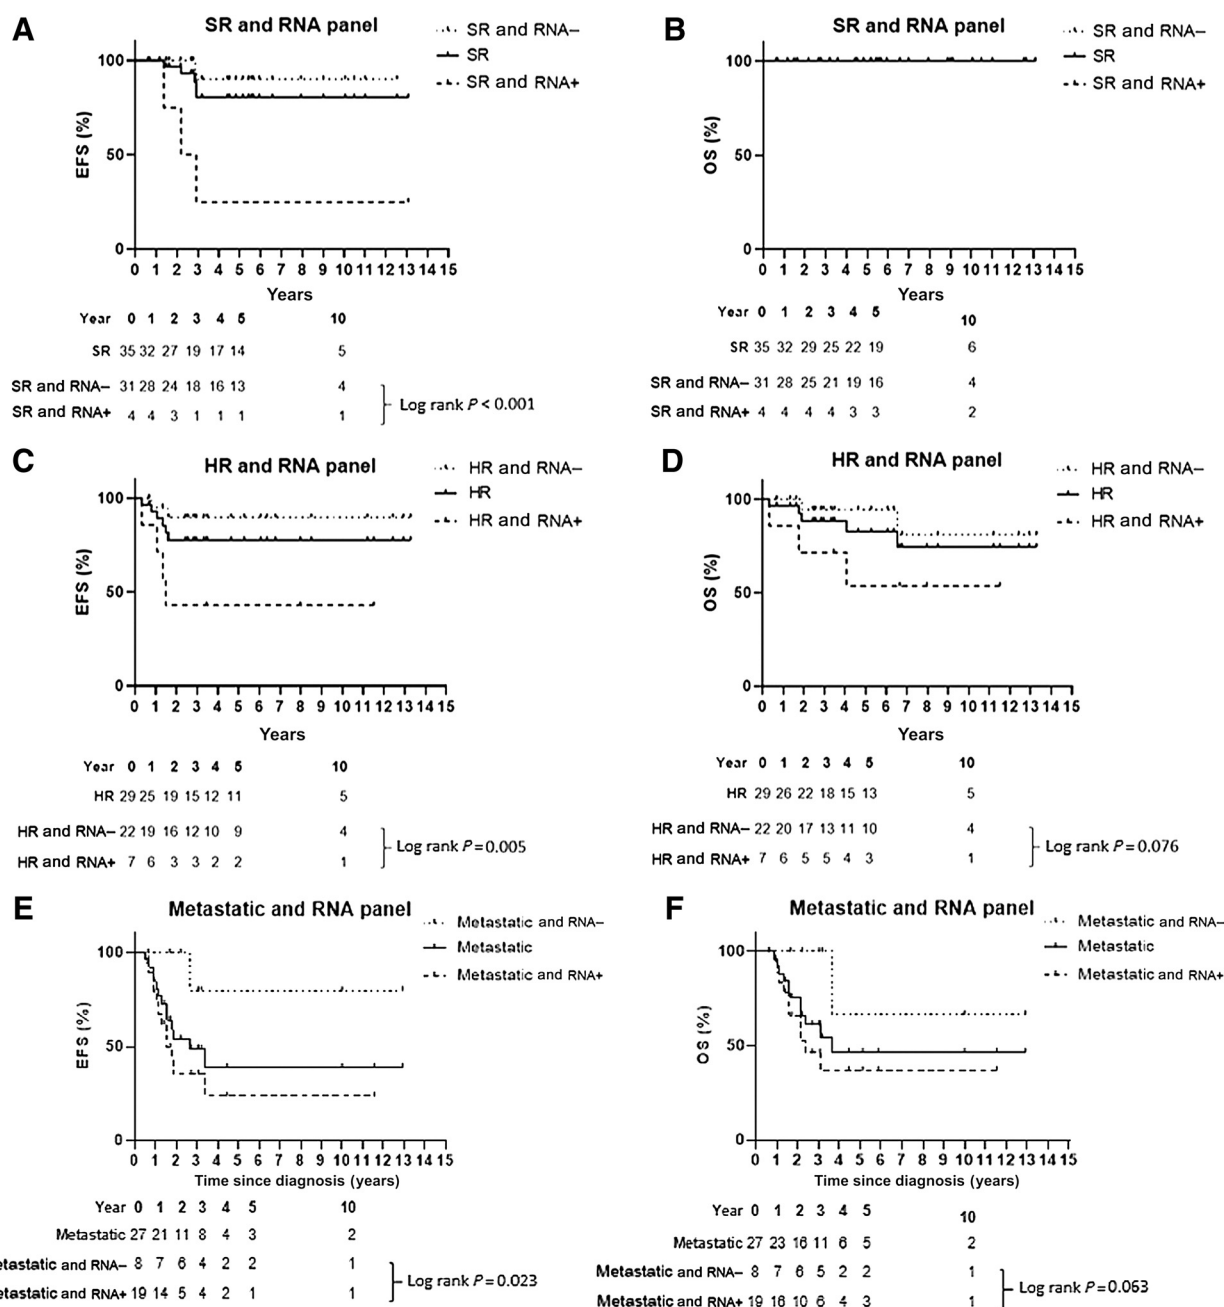 A
SR and RNA panel
SR and RNA–
SR
SR and RNA+
EFS (%)
100
50
0
0 1 2 3 4 5 6 7 8 9 10 11 12 13 14 15
Years
Year 0 1 2 3 4 5 10
SR 35 32 27 19 17 14 5
SR and RNA– 31 28 24 18 16 13 4
SR and RNA+ 4 4 3 1 1 1 1
Log rank P < 0.001
B
SR and RNA panel
SR and RNA–
SR
SR and RNA+
OS (%)
100
50
0
0 1 2 3 4 5 6 7 8 9 10 11 12 13 14 15
Years
Year 0 1 2 3 4 5 10
SR 35 32 29 25 22 19 6
SR and RNA– 31 28 25 21 19 16 4
SR and RNA+ 4 4 4 4 3 3 2
C
HR and RNA panel
HR and RNA–
HR
HR and RNA+
EFS (%)
100
50
0
0 1 2 3 4 5 6 7 8 9 10 11 12 13 14 15
Years
Year 0 1 2 3 4 5 10
HR 29 25 19 15 12 11 5
HR and RNA– 22 19 16 12 10 9 4
HR and RNA+ 7 6 3 3 2 2 1
Log rank P = 0.005
D
HR and RNA panel
HR and RNA–
HR
HR and RNA+
OS (%)
100
50
0
0 1 2 3 4 5 6 7 8 9 10 11 12 13 14 15
Years
Year 0 1 2 3 4 5 10
HR 29 26 22 18 15 13 5
HR and RNA– 22 20 17 13 11 10 4
HR and RNA+ 7 6 5 5 4 3 1
Log rank P = 0.076
E
Metastatic and RNA panel
Metastatic and RNA–
Metastatic
Metastatic and RNA+
EFS (%)
100
50
0
0 1 2 3 4 5 6 7 8 9 10 11 12 13 14 15
Time since diagnosis (years)
Year 0 1 2 3 4 5 10
Metastatic 27 21 11 8 4 3 2
etastatic and RNA– 8 7 6 4 2 2 1
etastatic and RNA+ 19 14 5 4 2 1 1
Log rank P = 0.023
F
Metastatic and RNA panel
Metastatic and RNA–
Metastatic
Metastatic and RNA+
OS (%)
100
50
0
0 1 2 3 4 5 6 7 8 9 10 11 12 13 14 15
Time since diagnosis (years)
Year 0 1 2 3 4 5 10
Metastatic 27 23 16 11 6 5 2
Metastatic and RNA– 8 7 6 5 2 2 1
Metastatic and RNA+ 19 16 10 6 4 3 1
Log rank P = 0.063